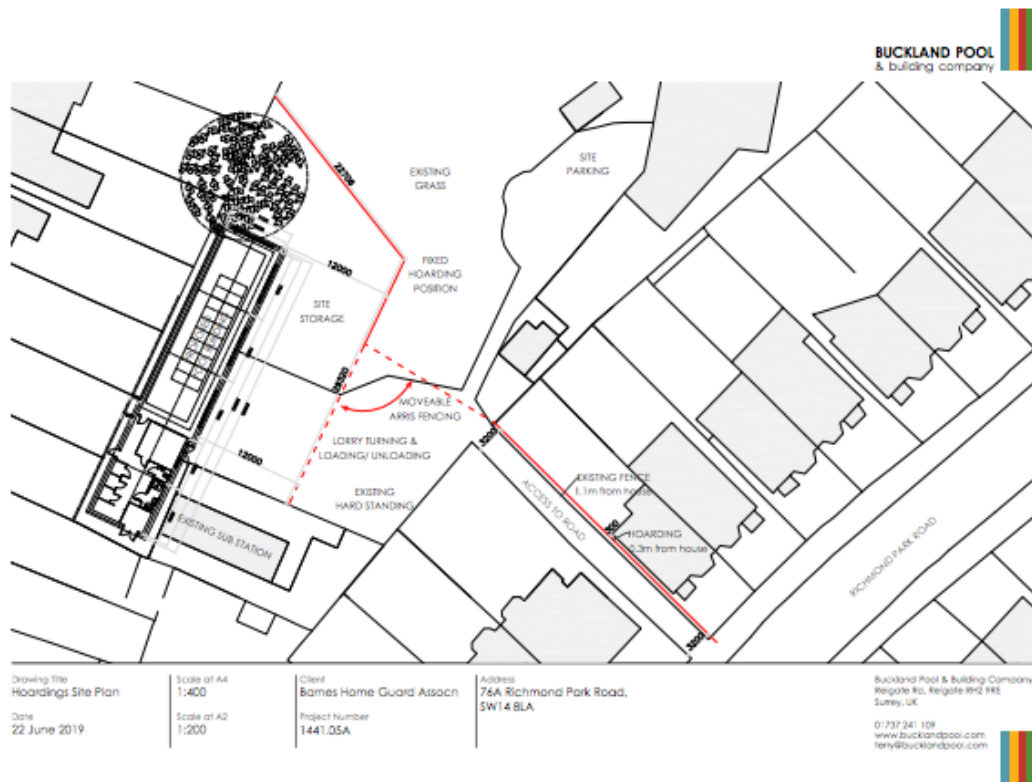 BUCKLAND POOL
& building company
22708
EXISTING
GRASS
SITE
PARKING
FIXED
HOARDING
POSITION
12000
SITE
STORAGE
MOVEABLE
ARRIS FENCING
LORRY TURNING &
LOADING/ UNLOADING
12000
EXISTING
HARD STANDING
EXISTING SUB STATION
3200
ACCESS TO ROAD
EXISTING FENCE
1.1m from house
HOARDING
0.3m from house
3200
RICHMOND PARK ROAD
Drawing Title
Hoardings Site Plan
Date
22 June 2019
Scale at A4
1:400
Scale at A2
1:200
Client
Barnes Home Guard Assocn
Project Number
1441.05A
Address
76A Richmond Park Road,
SW14 8LA
Buckland Pool & Building Company
Reigate Rd, Reigate RH2 9RE
Surrey, UK
01737 241 109
www.bucklandpool.com
terry@bucklandpool.com